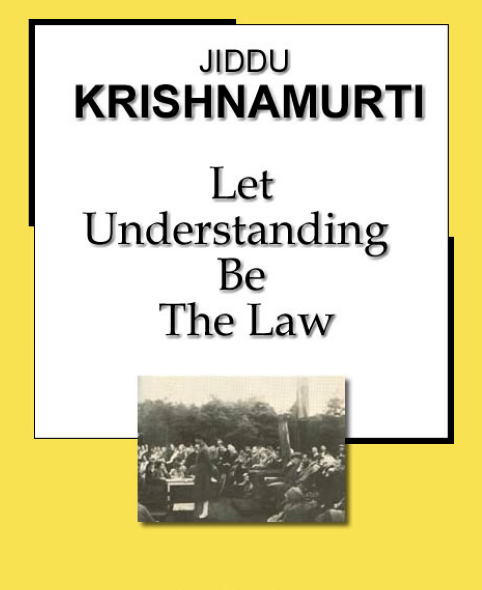 JIDDU
KRISHNAMURTI
Let
Understanding
Be
The Law